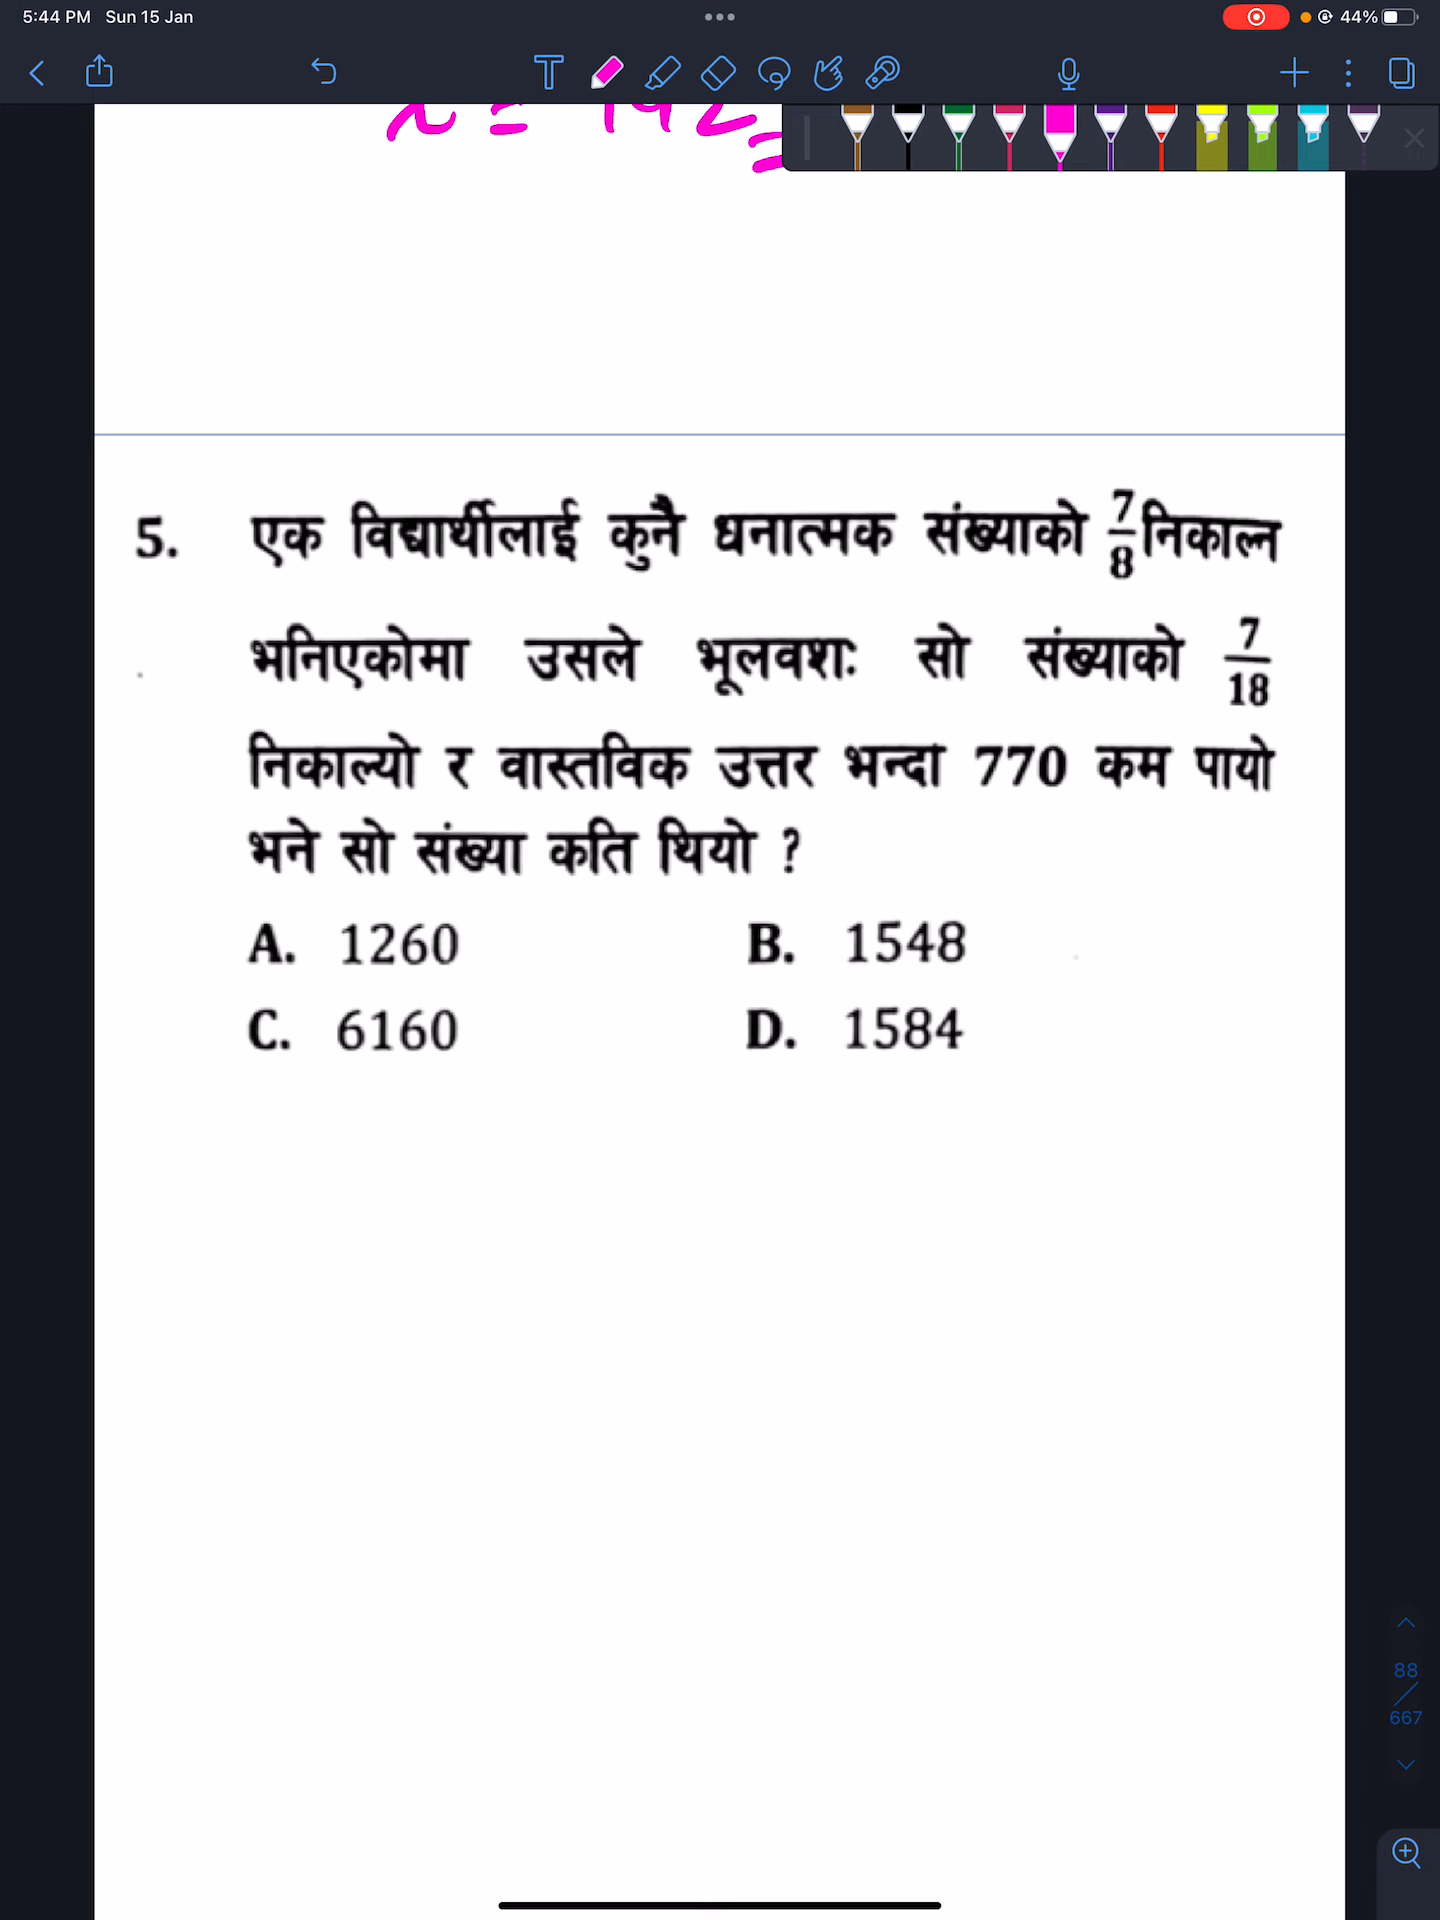 5:44 PM Sun 15 Jan 44%
x = 192
5. एक विद्यार्थीलाई कुनै धनात्मक संख्याको 7/8 निकाल्न
भनिएकोमा उसले भूलवशः सो संख्याको 7/18
निकाल्यो र वास्तविक उत्तर भन्दा 770 कम पायो
भने सो संख्या कति थियो ?
A. 1260 B. 1548
C. 6160 D. 1584
88
667